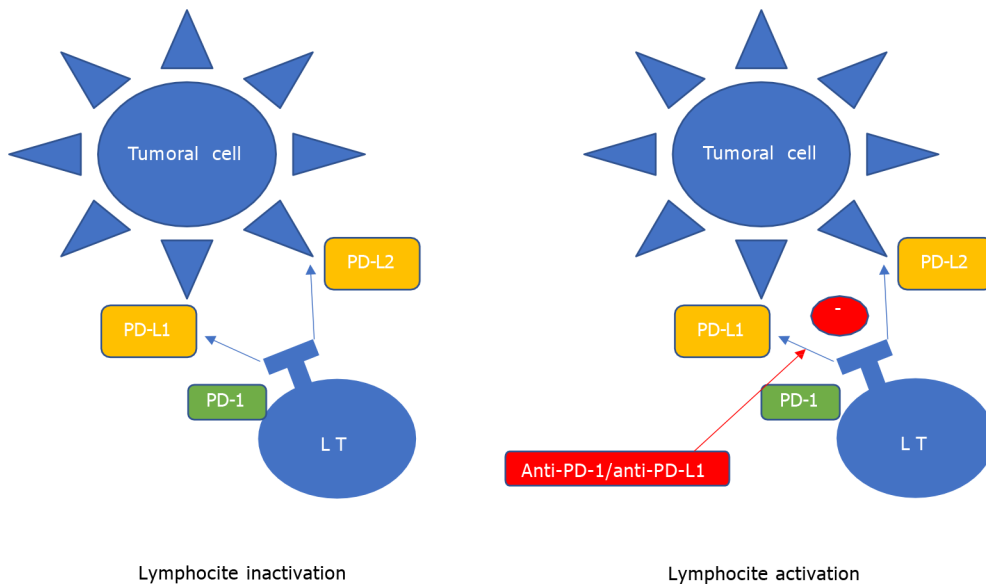 Tumoral cell
PD-L2
PD-L1
PD-1
L T
Lymphocite inactivation
Tumoral cell
PD-L2
-
PD-L1
PD-1
L T
Anti-PD-1/anti-PD-L1
Lymphocite activation